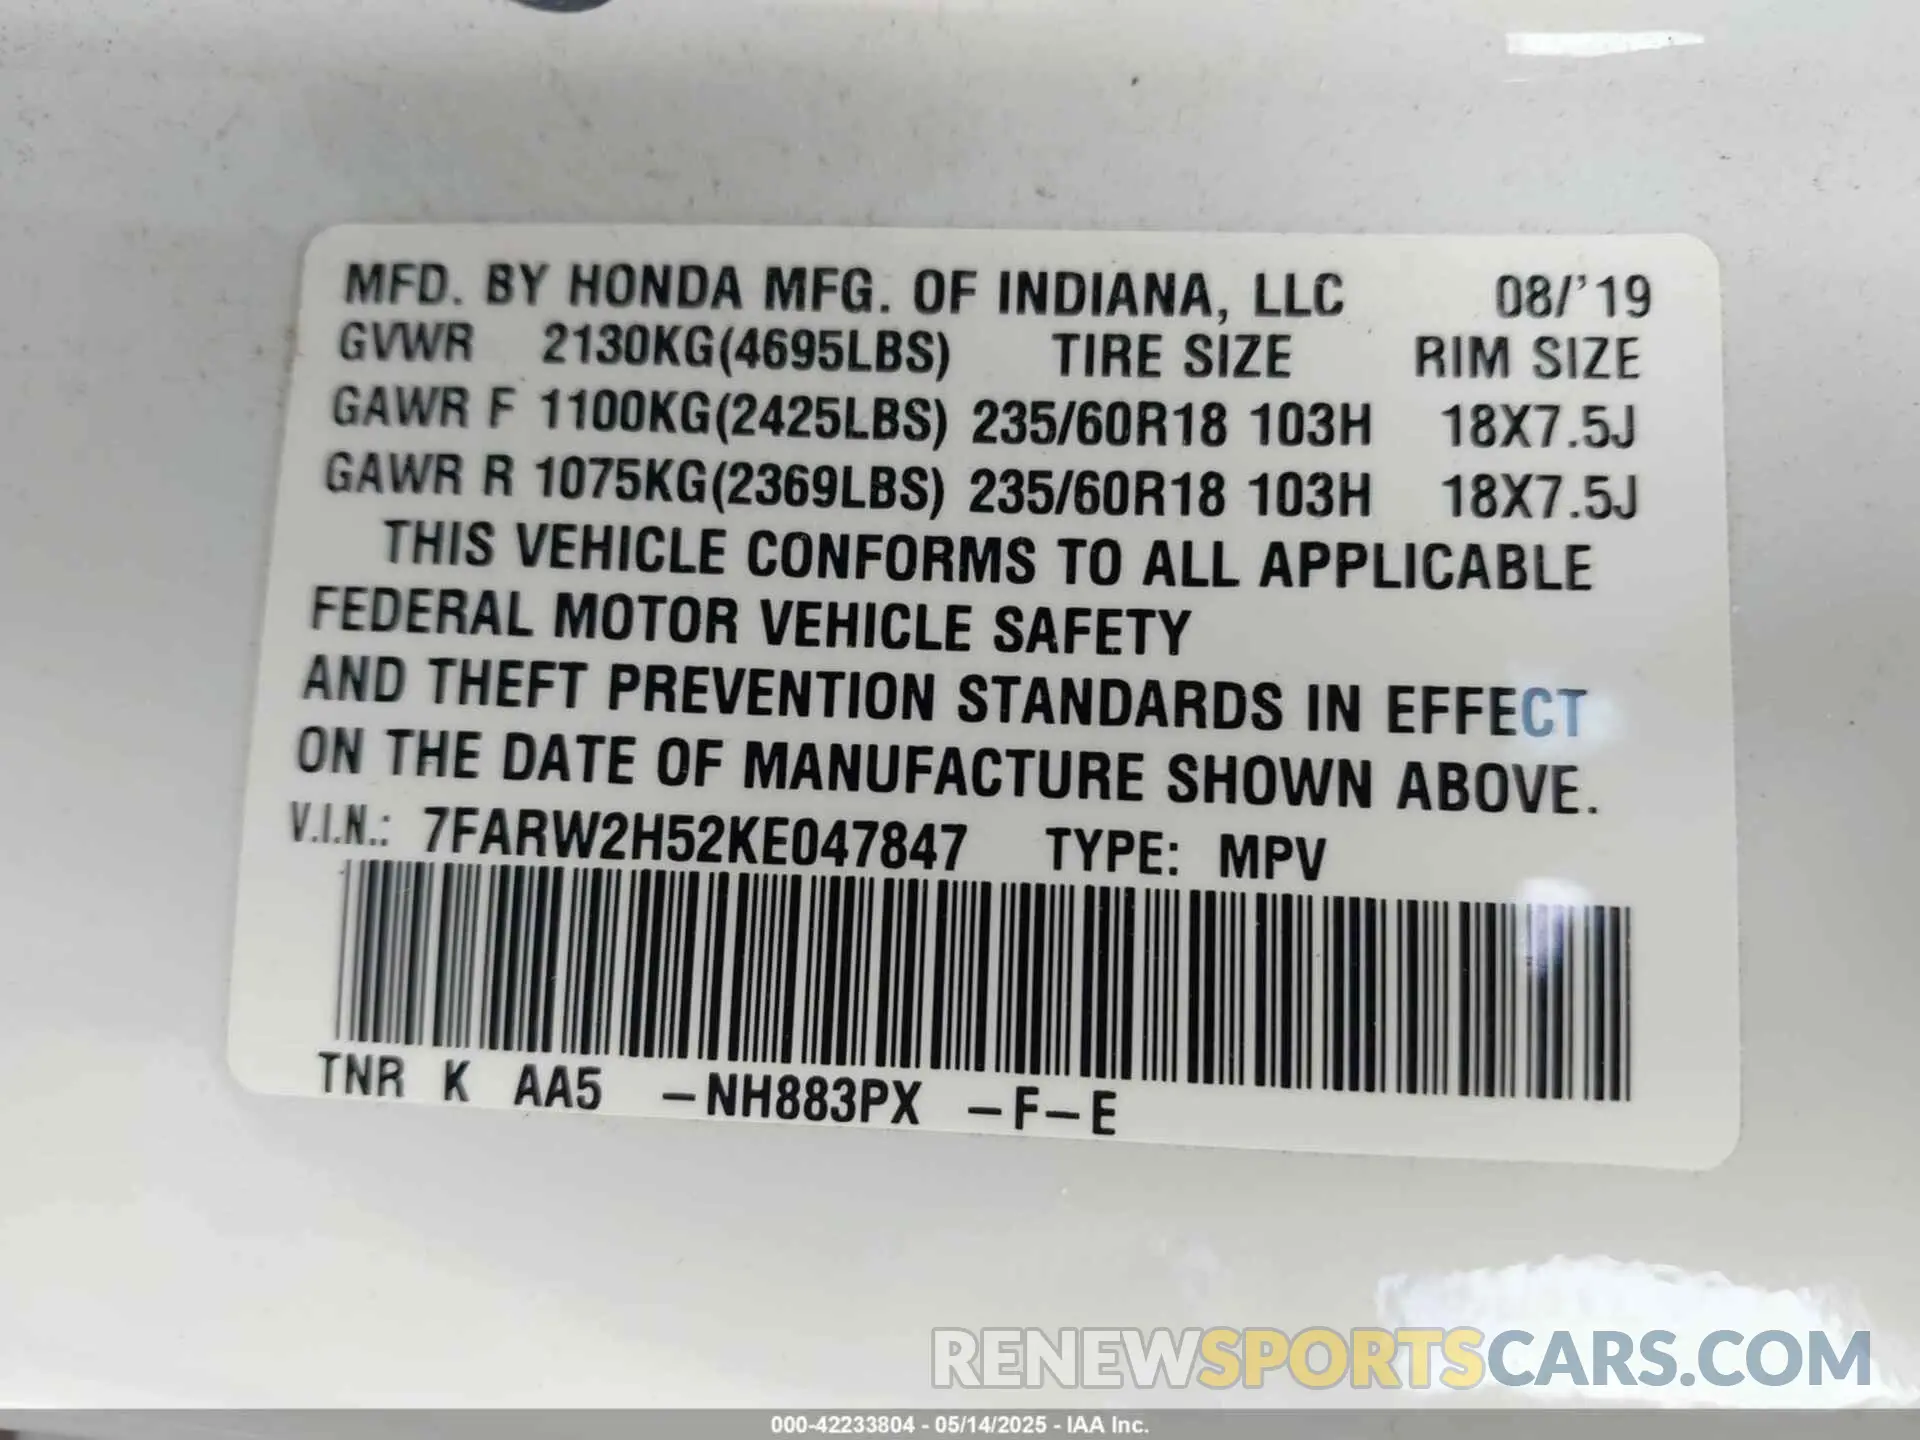 MFD. BY HONDA MFG. OF INDIANA, LLC 08/'19
GVWR 2130KG(4695LBS) TIRE SIZE RIM SIZE
GAWR F 1100KG(2425LBS) 235/60R18 103H 18X7.5J
GAWR R 1075KG(2369LBS) 235/60R18 103H 18X7.5J
THIS VEHICLE CONFORMS TO ALL APPLICABLE
FEDERAL MOTOR VEHICLE SAFETY
AND THEFT PREVENTION STANDARDS IN EFFECT
ON THE DATE OF MANUFACTURE SHOWN ABOVE.
V.I.N.: 7FARW2H52KE047847 TYPE: MPV
TNR K AA5 -NH883PX -F-E
RENEWSPORTSCARS.COM
000-42233804 - 05/14/2025 - IAA Inc.